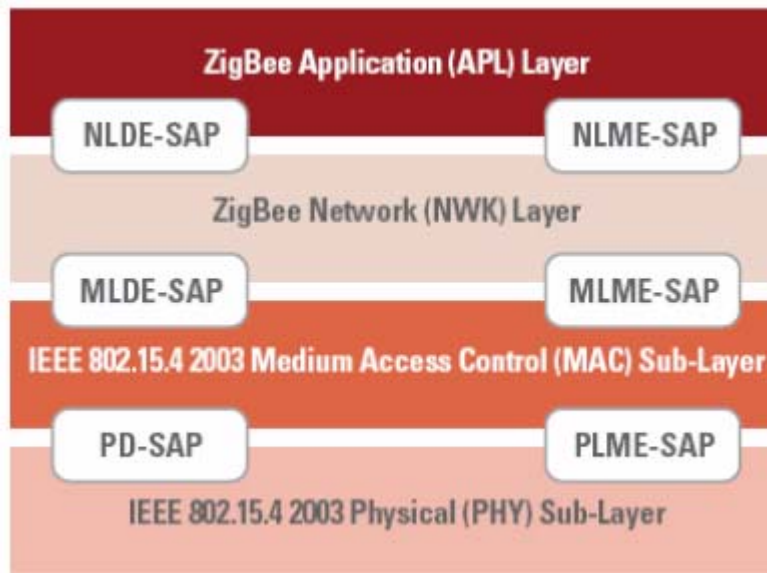 ZigBee Application (APL) Layer
NLDE-SAP
NLME-SAP
ZigBee Network (NWK) Layer
MLDE-SAP
MLME-SAP
IEEE 802.15.4 2003 Medium Access Control (MAC) Sub-Layer
PD-SAP
PLME-SAP
IEEE 802.15.4 2003 Physical (PHY) Sub-Layer